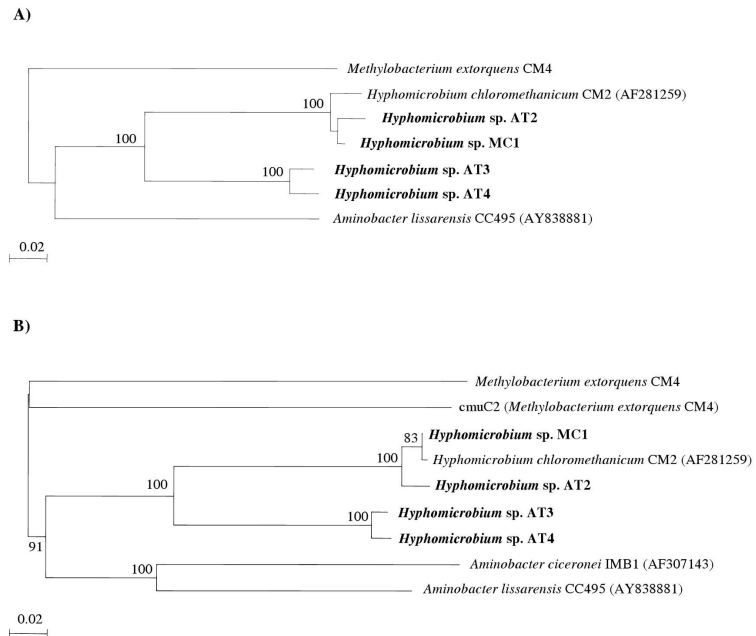 A)
Methylobacterium extorquens CM4
100
Hyphomicrobium chloromethanicum CM2 (AF281259)
Hyphomicrobium sp. AT2
100
Hyphomicrobium sp. MC1
100
Hyphomicrobium sp. AT3
Hyphomicrobium sp. AT4
Aminobacter lissarensis CC495 (AY838881)
0.02
B)
Methylobacterium extorquens CM4
cmuC2 (Methylobacterium extorquens CM4)
83
Hyphomicrobium sp. MC1
100
Hyphomicrobium chloromethanicum CM2 (AF281259)
100
Hyphomicrobium sp. AT2
100
Hyphomicrobium sp. AT3
Hyphomicrobium sp. AT4
91
100
Aminobacter ciceronei IMB1 (AF307143)
Aminobacter lissarensis CC495 (AY838881)
0.02